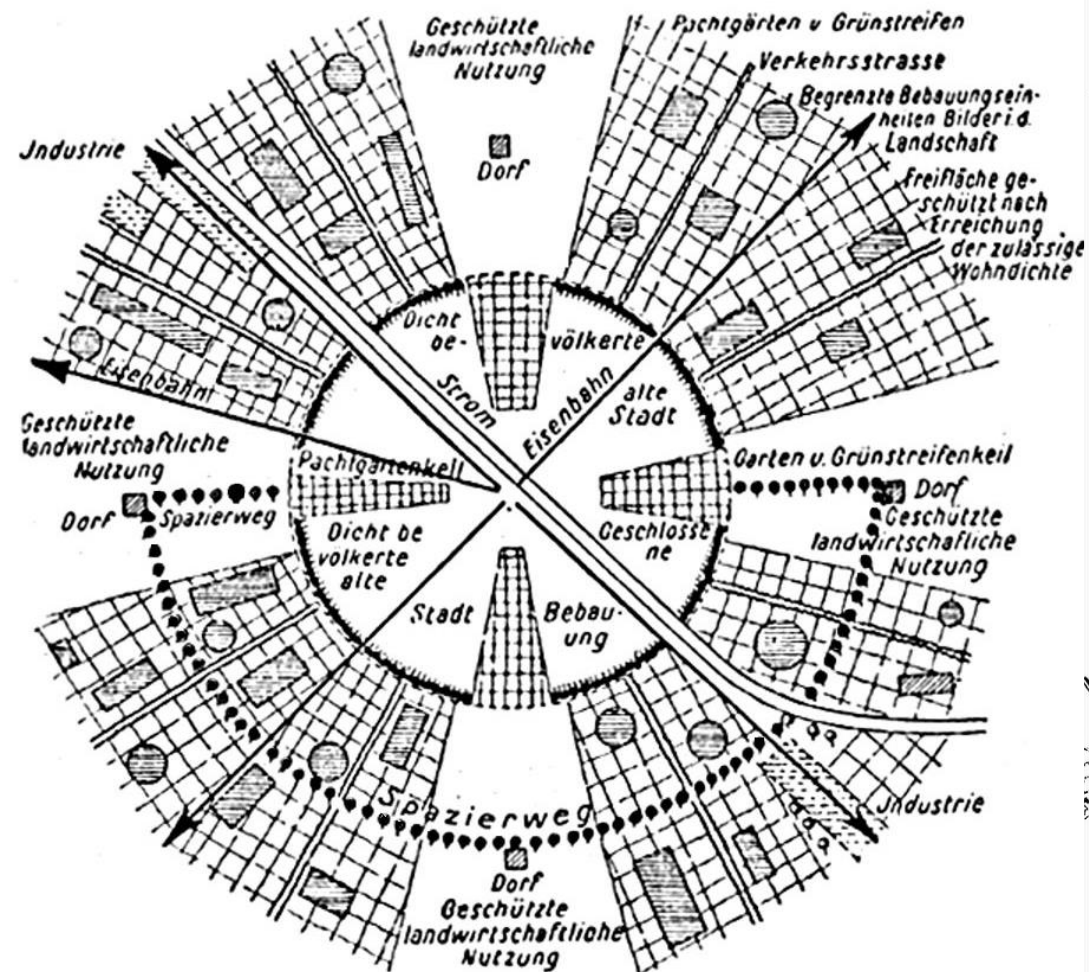 Geschützte
landwirtschaftliche
Nutzung
Dorf
Pachtgärten u Grünstreifen
Verkehrsstrasse
Begrenzte Bebauungsein-
heiten Bilder i. d.
Landschaft
Freifläche ge-
schützt nach
Erreichung
der zulässige
Wohndichte
Jndustrie
Dicht
be-
völkerte
alte
Stadt
Strom
Eisenbahn
Eisenbahn
Geschützte
landwirtschaftliche
Nutzung
Dorf
Spazierweg
Pachtgartenkeil
Garten u. Grünstreifenkeil
Dorf
Geschützte
landwirtschaftliche
Nutzung
Dicht be
völkerte
alte
Stadt
Geschlosse
ne
Bebau-
ung
Spazierweg
Jndustrie
Dorf
Geschützte
landwirtschaftliche
Nutzung